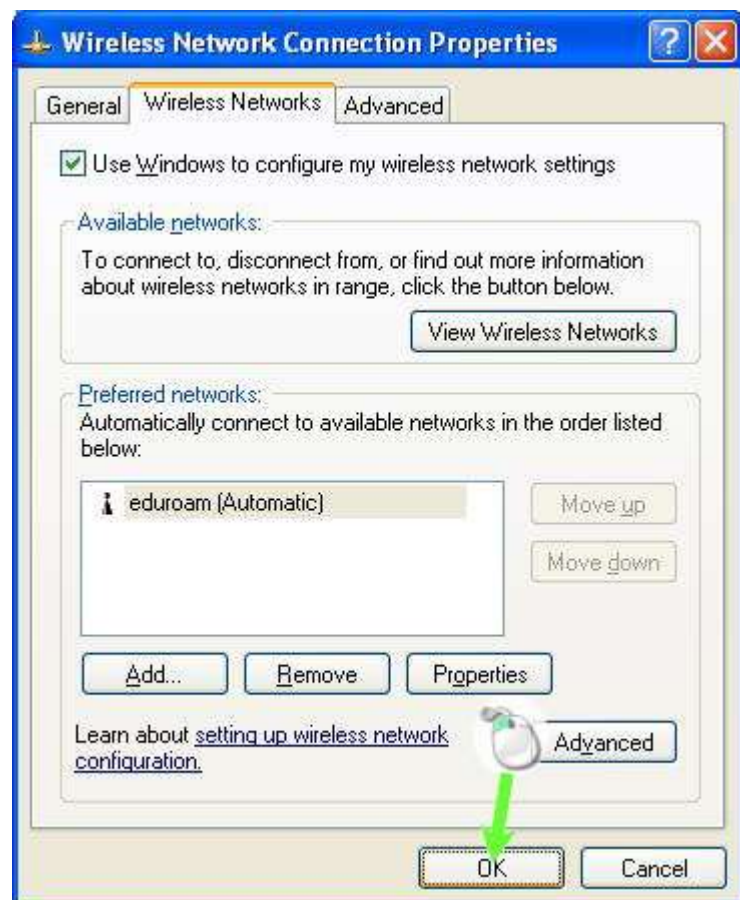 Wireless Network Connection Properties
General Wireless Networks Advanced
Use Windows to configure my wireless network settings
Available networks:
To connect to, disconnect from, or find out more information
about wireless networks in range, click the button below.
View Wireless Networks
Preferred networks:
Automatically connect to available networks in the order listed
below:
eduroam (Automatic)
Move up
Move down
Add... Remove Properties
Learn about setting up wireless network
configuration.
Advanced
OK Cancel